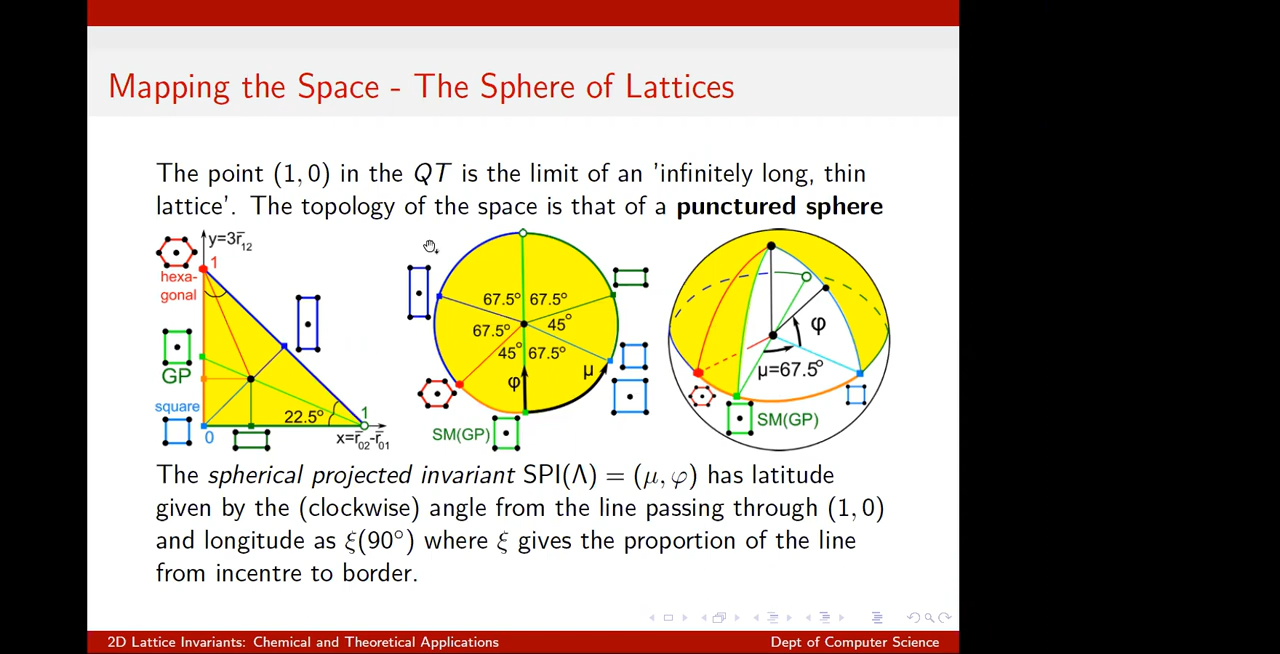 Mapping the Space - The Sphere of Lattices
The point (1, 0) in the QT is the limit of an 'infinitely long, thin
lattice'. The topology of the space is that of a punctured sphere
y=3r̄₁₂
1
hexa-
gonal
GP
square
0
22.5°
1
x=r̄₀₂-r̄₀₁
67.5° 67.5°
67.5° 45°
45° 67.5°
φ
μ
SM(GP)
φ
μ=67.5°
SM(GP)
The spherical projected invariant SPI(Λ) = (μ, φ) has latitude
given by the (clockwise) angle from the line passing through (1, 0)
and longitude as ξ(90°) where ξ gives the proportion of the line
from incentre to border.
2D Lattice Invariants: Chemical and Theoretical Applications
Dept of Computer Science